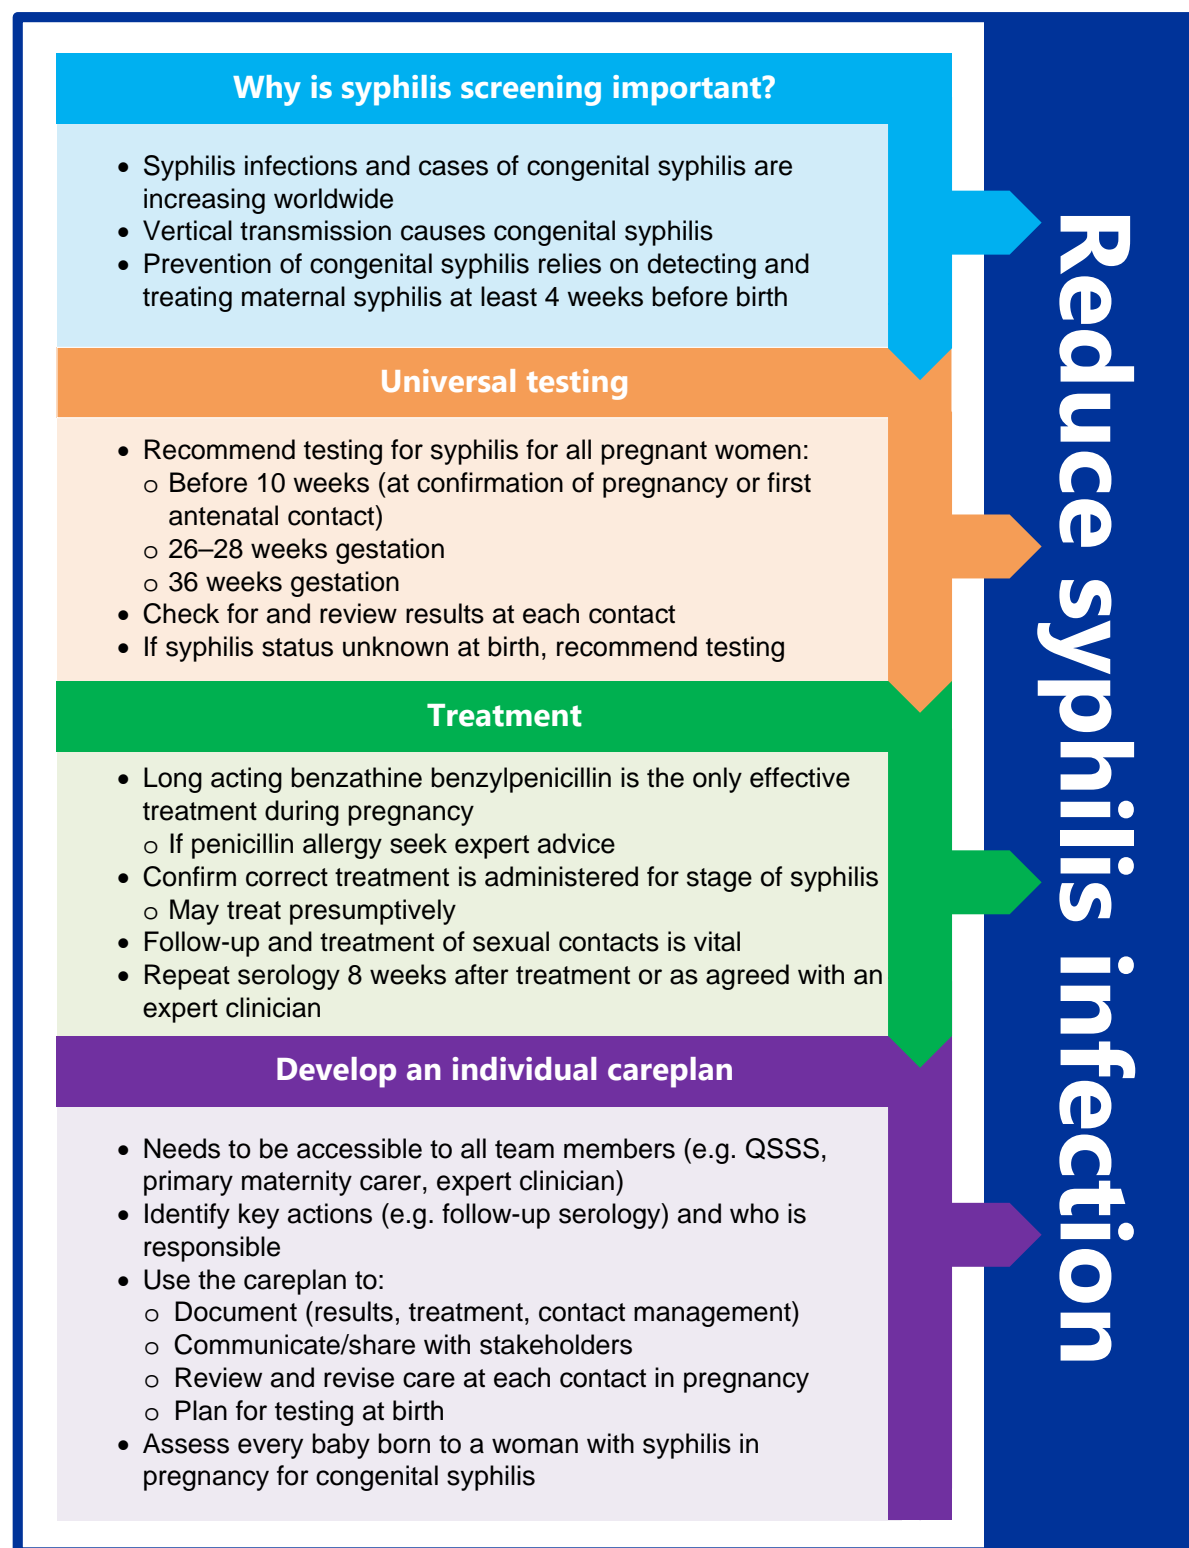 Why is syphilis screening important?
• Syphilis infections and cases of congenital syphilis are
increasing worldwide
• Vertical transmission causes congenital syphilis
• Prevention of congenital syphilis relies on detecting and
treating maternal syphilis at least 4 weeks before birth
Universal testing
• Recommend testing for syphilis for all pregnant women:
o Before 10 weeks (at confirmation of pregnancy or first
antenatal contact)
o 26–28 weeks gestation
o 36 weeks gestation
• Check for and review results at each contact
• If syphilis status unknown at birth, recommend testing
Treatment
• Long acting benzathine benzylpenicillin is the only effective
treatment during pregnancy
o If penicillin allergy seek expert advice
• Confirm correct treatment is administered for stage of syphilis
o May treat presumptively
• Follow-up and treatment of sexual contacts is vital
• Repeat serology 8 weeks after treatment or as agreed with an
expert clinician
Develop an individual careplan
• Needs to be accessible to all team members (e.g. QSSS,
primary maternity carer, expert clinician)
• Identify key actions (e.g. follow-up serology) and who is
responsible
• Use the careplan to:
o Document (results, treatment, contact management)
o Communicate/share with stakeholders
o Review and revise care at each contact in pregnancy
o Plan for testing at birth
• Assess every baby born to a woman with syphilis in
pregnancy for congenital syphilis
Reduce syphilis infection